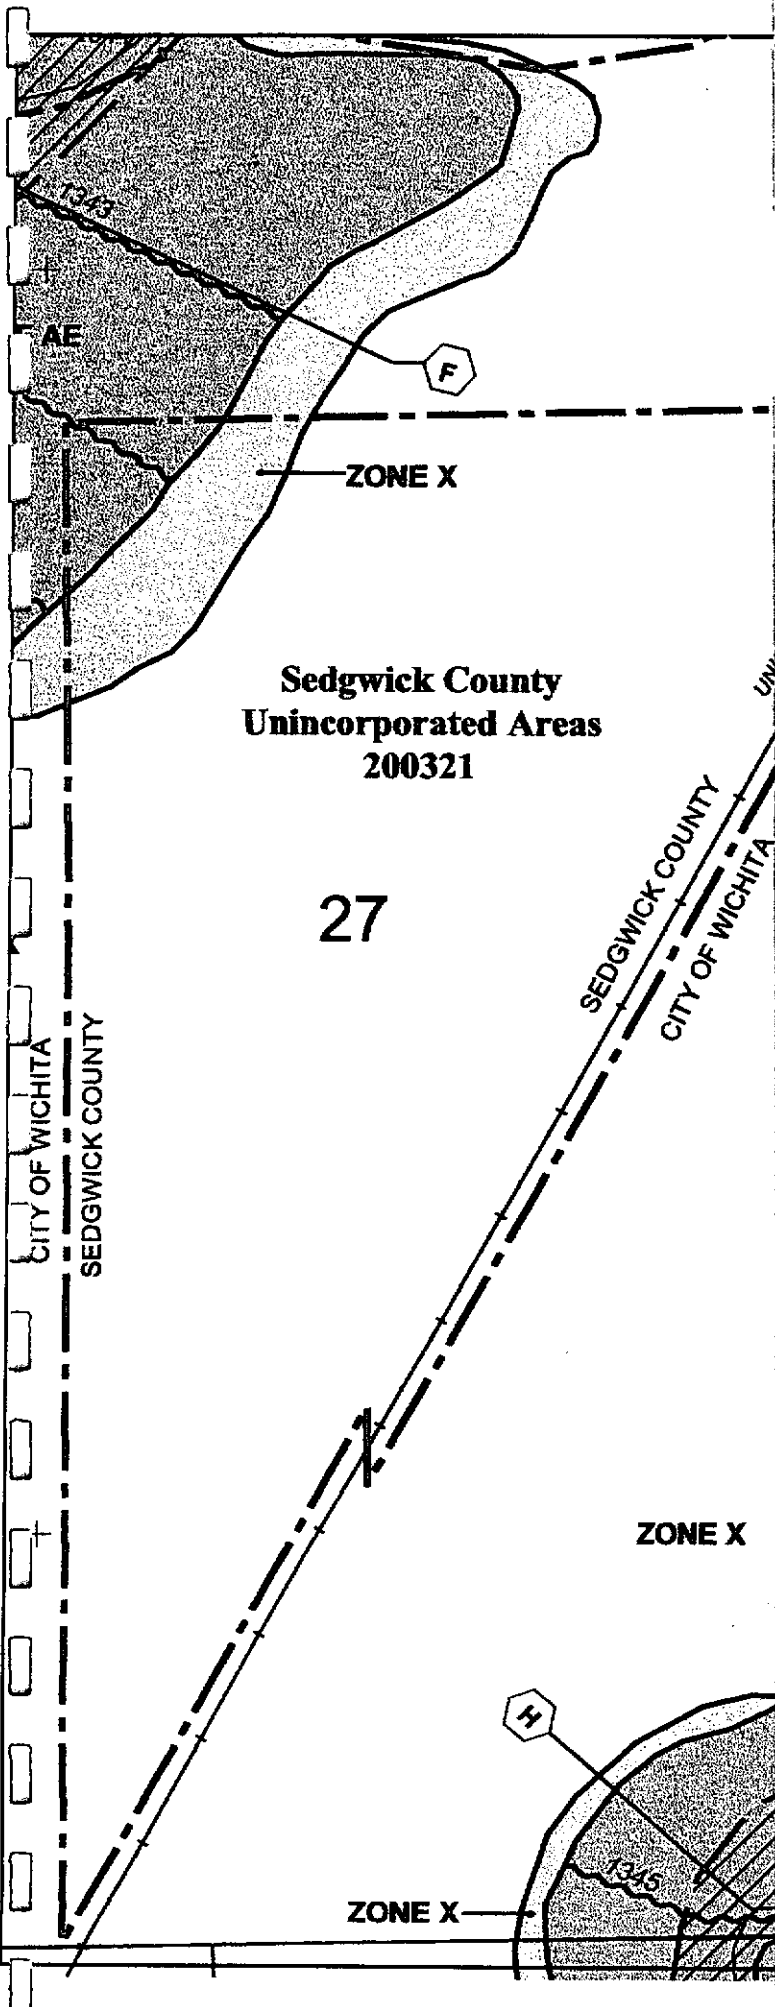 1343
AE
F
ZONE X
Sedgwick County
Unincorporated Areas
200321
27
SEDGWICK COUNTY
CITY OF WICHITA
CITY OF WICHITA
SEDGWICK COUNTY
ZONE X
H
1345
ZONE X